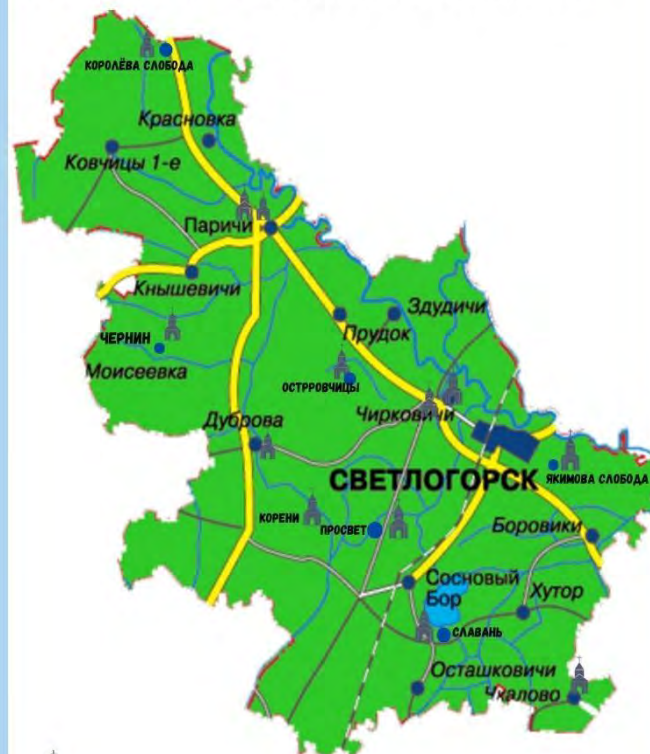 КОРОЛЁВА СЛОБОДА
Красновка
Ковчицы 1-е
Паричи
Кнышевичи
Здудичи
Прудок
ЧЕРНИН
Моисеевка
ОСТРРОВЧИЦЫ
Чирковичи
Дуброва
СВЕТЛОГОРСК
ЯКИМОВА СЛОБОДА
КОРЕНИ
ПРОСВЕТ
Боровики
Сосновый
Бор
Хутор
СЛАВАНЬ
Осташковичи
Чкалово